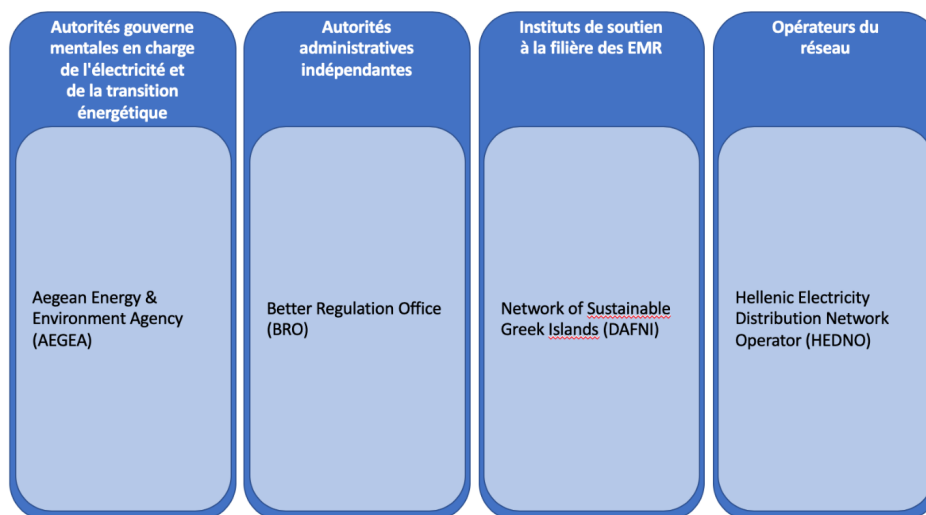 Autorités gouverne
mentales en charge
de l'électricité et
de la transition
énergétique
Aegean Energy &
Environment Agency
(AEGEA)
Autorités
administratives
indépendantes
Better Regulation Office
(BRO)
Instituts de soutien
à la filière des EMR
Network of Sustainable
Greek Islands (DAFNI)
Opérateurs du
réseau
Hellenic Electricity
Distribution Network
Operator (HEDNO)